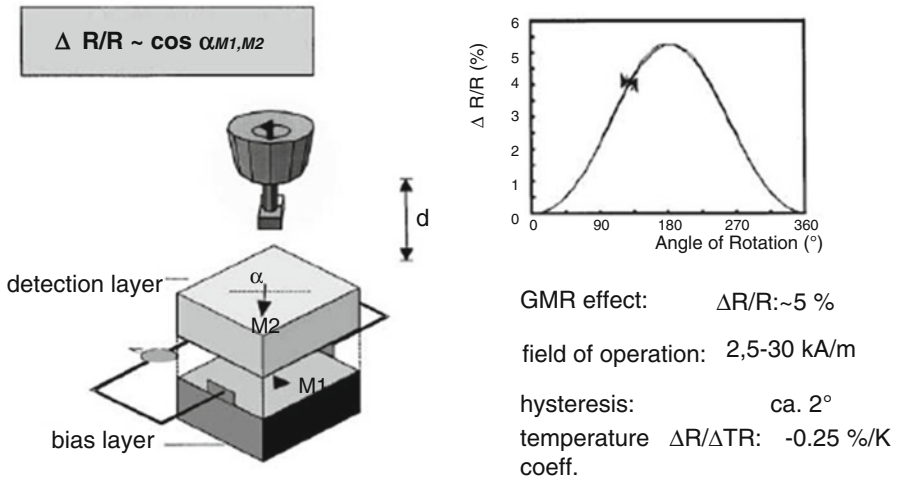 Δ R/R ~ cos αM1,M2
d
detection layer
α
M2
M1
bias layer
Δ R/R (%)
6
5
4
3
2
1
0
0 90 180 270 360
Angle of Rotation (°)
GMR effect: ΔR/R:~5 %
field of operation: 2,5-30 kA/m
hysteresis: ca. 2°
temperature ΔR/ΔTR: -0.25 %/K
coeff.